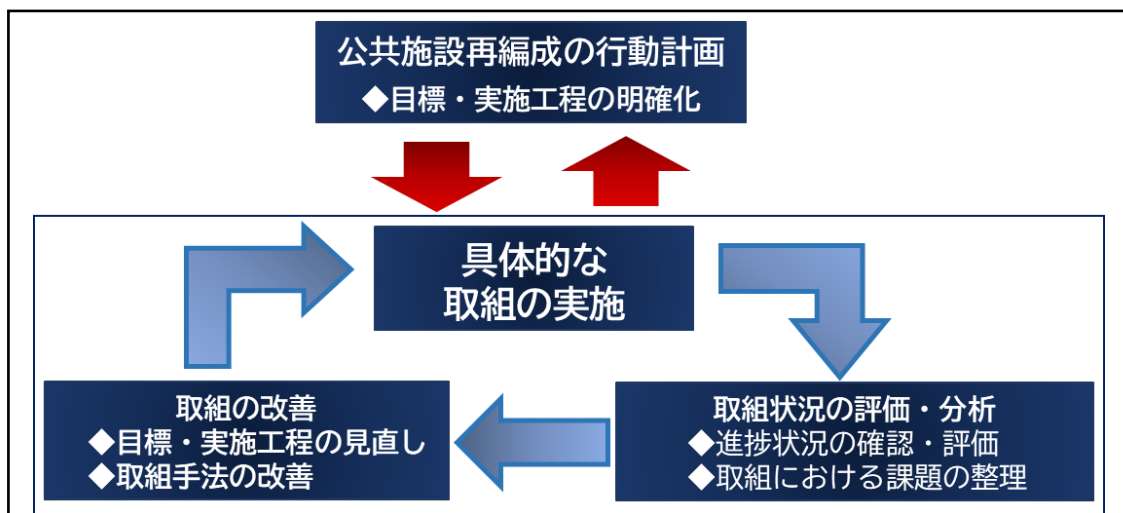 公共施設再編成の行動計画
◆目標・実施工程の明確化
具体的な
取組の実施
取組の改善
◆目標・実施工程の見直し
◆取組手法の改善
取組状況の評価・分析
◆進捗状況の確認・評価
◆取組における課題の整理